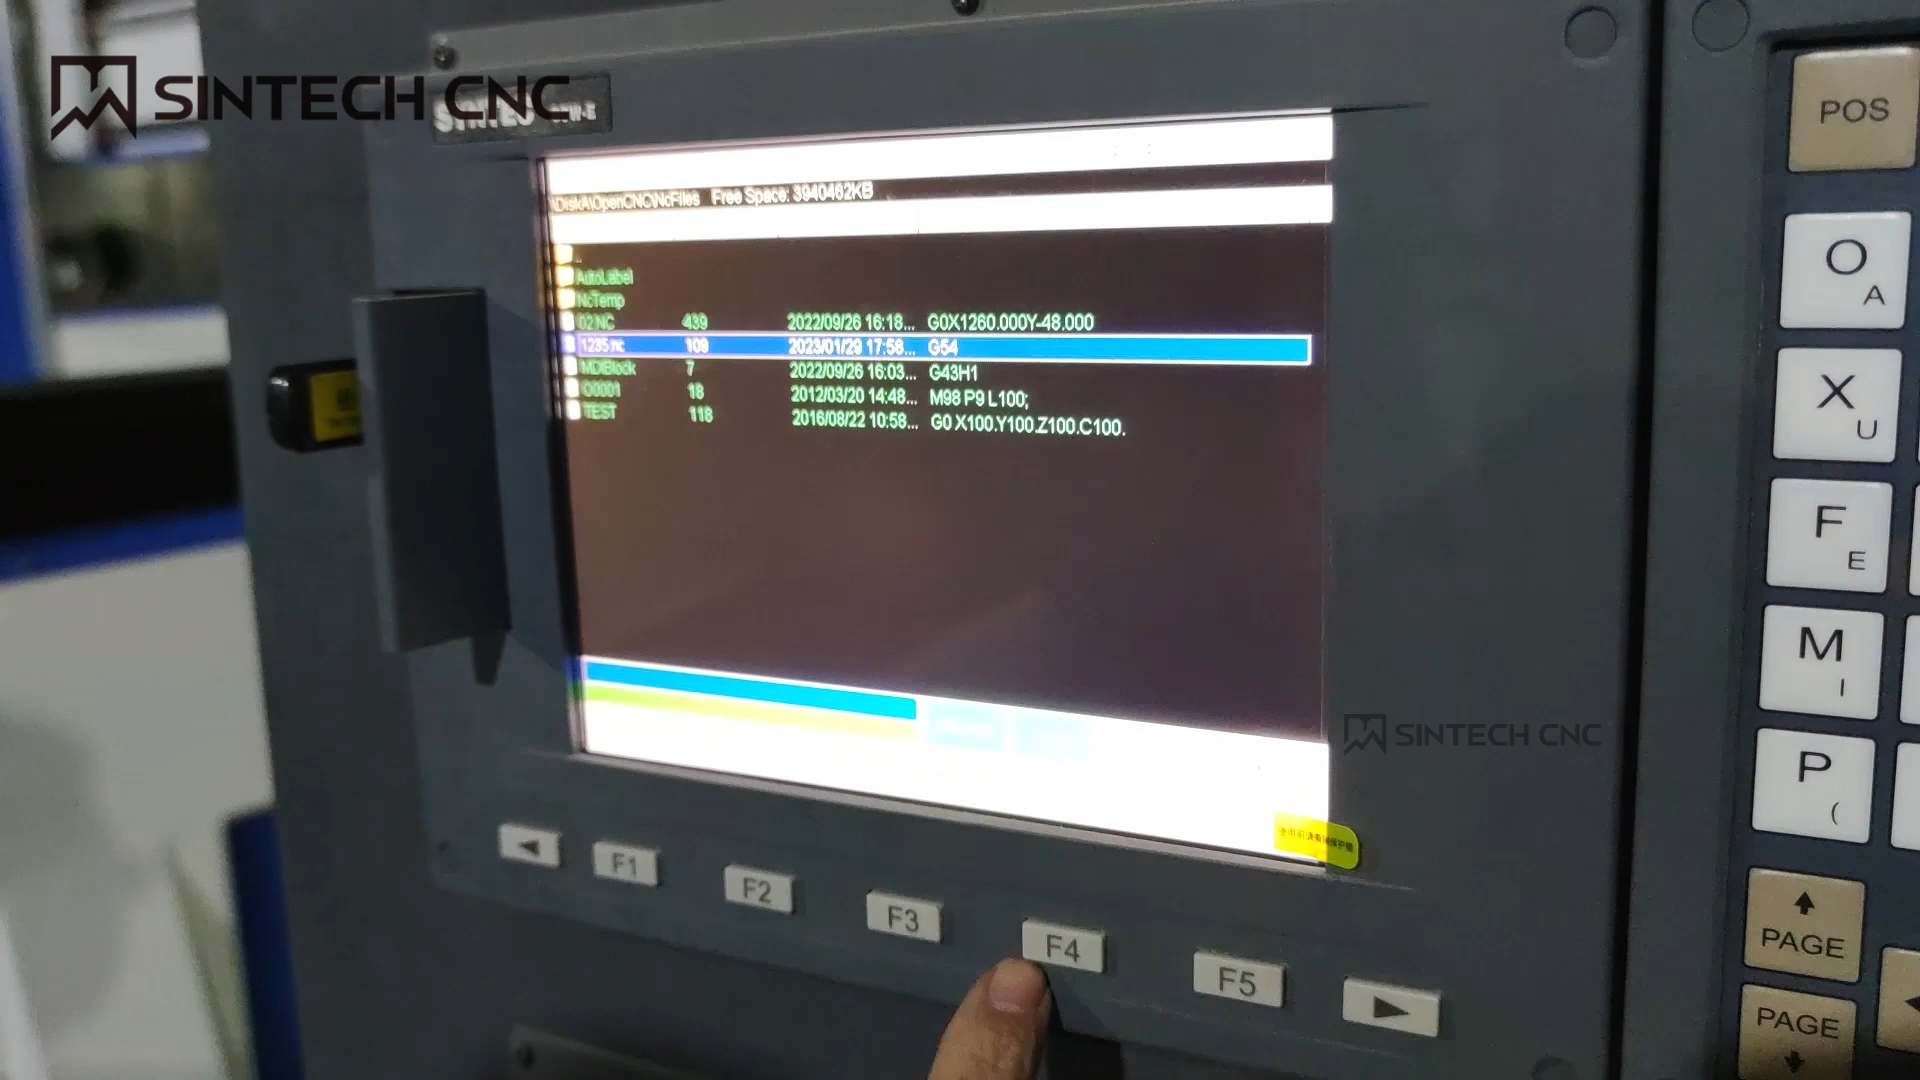 SINTECH CNC
\DiskA\OpenCNC\NcFiles Free Space: 3940462KB
..
AutoLabel
NcTemp
02.NC 439 2022/09/26 16:18... G0X1260.000Y-48.000
1235.nc 109 2023/01/29 17:58... G54
MDIBlock 7 2022/09/26 16:03... G43H1
O0001 18 2012/03/20 14:48... M98 P9 L100;
TEST 118 2016/08/22 10:58... G0 X100.Y100.Z100.C100.
SINTECH CNC
F1
F2
F3
F4
F5
POS
O A
X U
F E
M I
P (
PAGE
PAGE